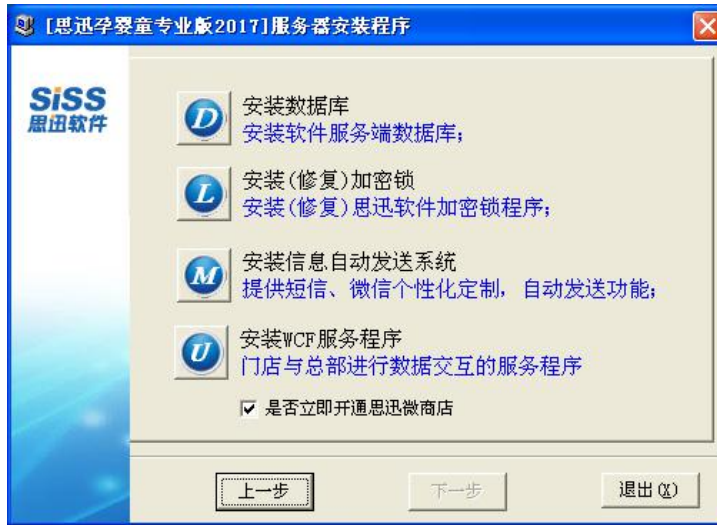 [思迅孕婴童专业版2017]服务器安装程序
SiSS
思迅软件
D
安装数据库
安装软件服务端数据库;
L
安装(修复)加密锁
安装(修复)思迅软件加密锁程序;
M
安装信息自动发送系统
提供短信、微信个性化定制, 自动发送功能;
U
安装WCF服务程序
门店与总部进行数据交互的服务程序
是否立即开通思迅微商店
上一步
下一步
退出(X)